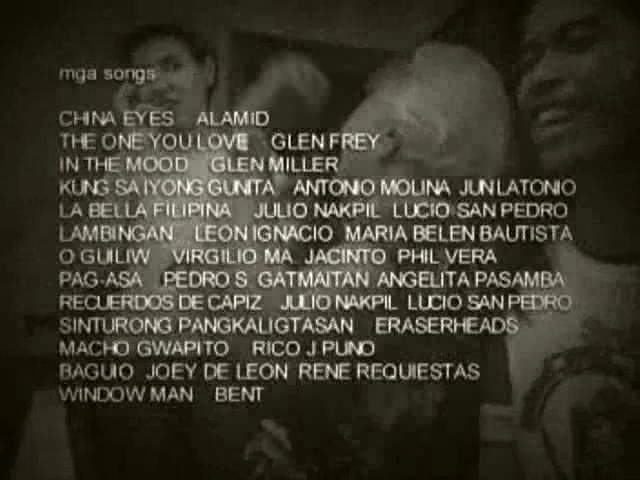 mga songs
CHINA EYES ALAMID
THE ONE YOU LOVE GLEN FREY
IN THE MOOD GLEN MILLER
KUNG SA IYONG GUNITA ANTONIO MOLINA JUN LATONIO
LA BELLA FILIPINA JULIO NAKPIL LUCIO SAN PEDRO
LAMBINGAN LEON IGNACIO MARIA BELEN BAUTISTA
O GUILIW VIRGILIO MA. JACINTO PHIL VERA
PAG-ASA PEDRO S. GATMAITAN ANGELITA PASAMBA
RECUERDOS DE CAPIZ JULIO NAKPIL LUCIO SAN PEDRO
SINTURONG PANGKALIGTASAN ERASERHEADS
MACHO GWAPITO RICO J PUNO
BAGUIO JOEY DE LEON RENE REQUIESTAS
WINDOW MAN BENT